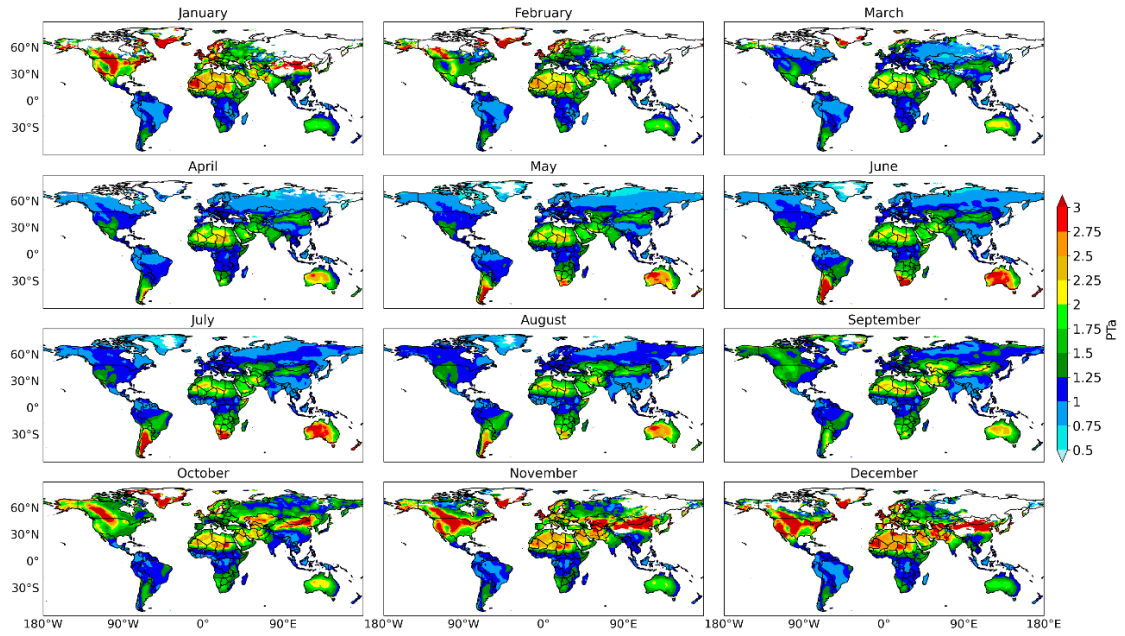 January
February
March
60°N
30°N
0°
30°S
April
May
June
60°N
30°N
0°
30°S
July
August
September
60°N
30°N
0°
30°S
October
November
December
60°N
30°N
0°
30°S
180°W
90°W
0°
90°E
180°W
90°W
0°
90°E
180°W
90°W
0°
90°E
180°E
3
2.75
2.5
2.25
2
1.75
1.5
1.25
1
0.75
0.5
PTa